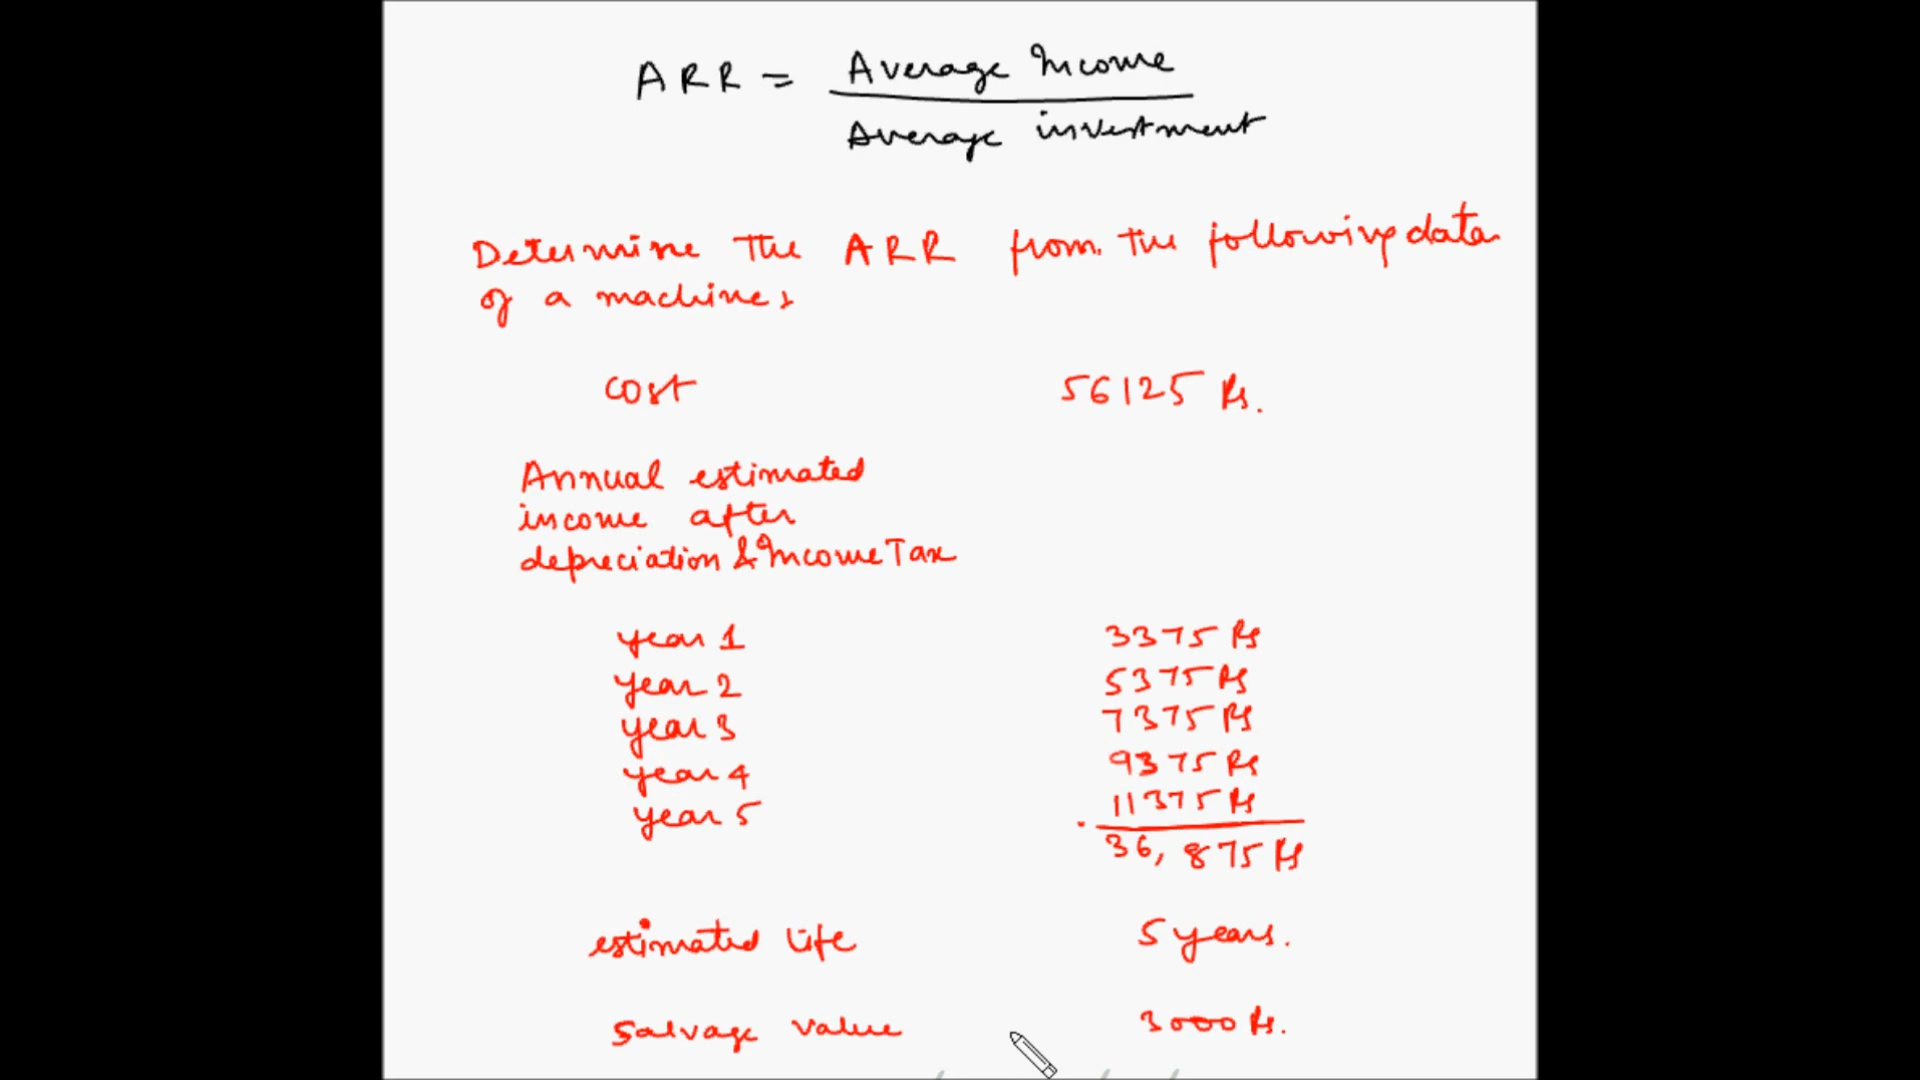 ARR = Average Income
Average investment
Determine the ARR from the following data
of a machine:
cost 56125 Rs.
Annual estimated
income after
depreciation & Income Tax
year 1 3375 Rs
year 2 5375 Rs
year 3 7375 Rs
year 4 9375 Rs
year 5 11375 Rs
36,875 Rs
estimated life 5 years.
Salvage value 3000 Rs.